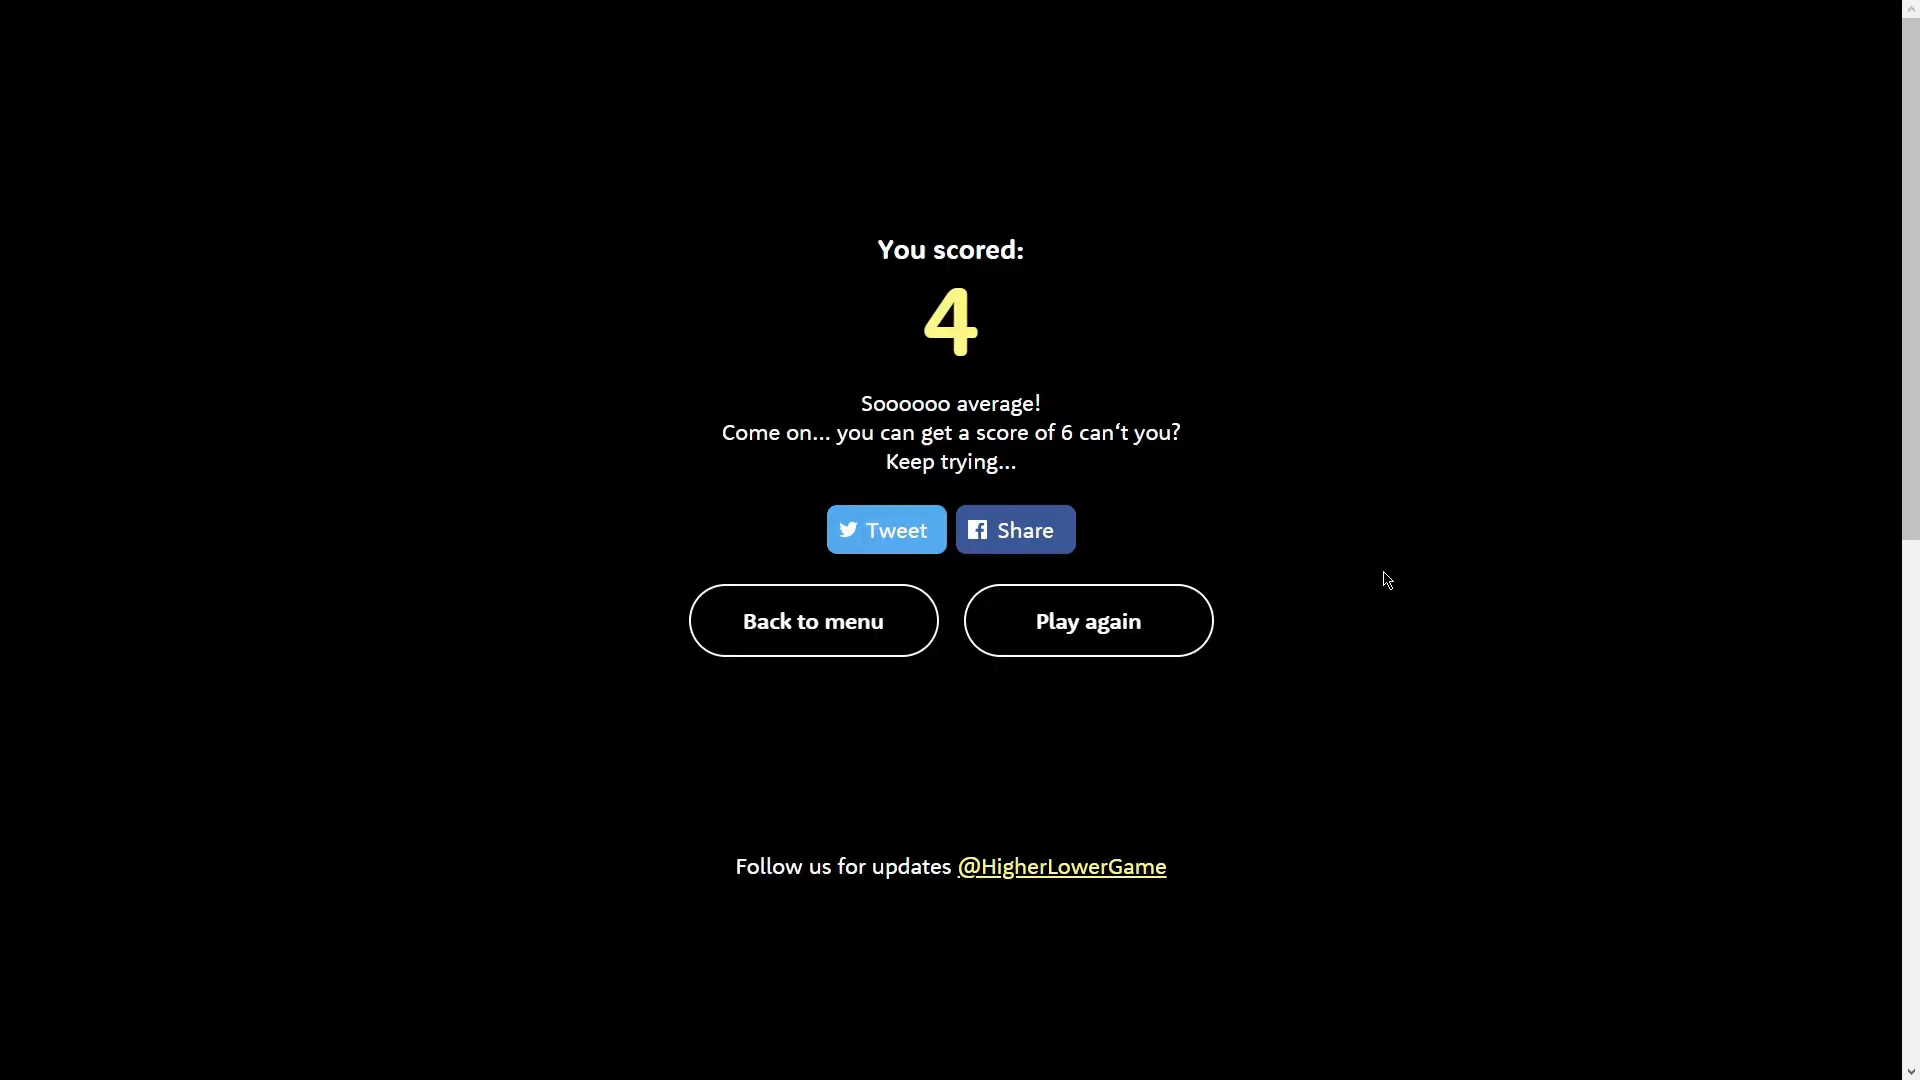 You scored:
4
Soooooo average!
Come on... you can get a score of 6 can‘t you?
Keep trying...
Tweet
Share
Back to menu
Play again
Follow us for updates @HigherLowerGame